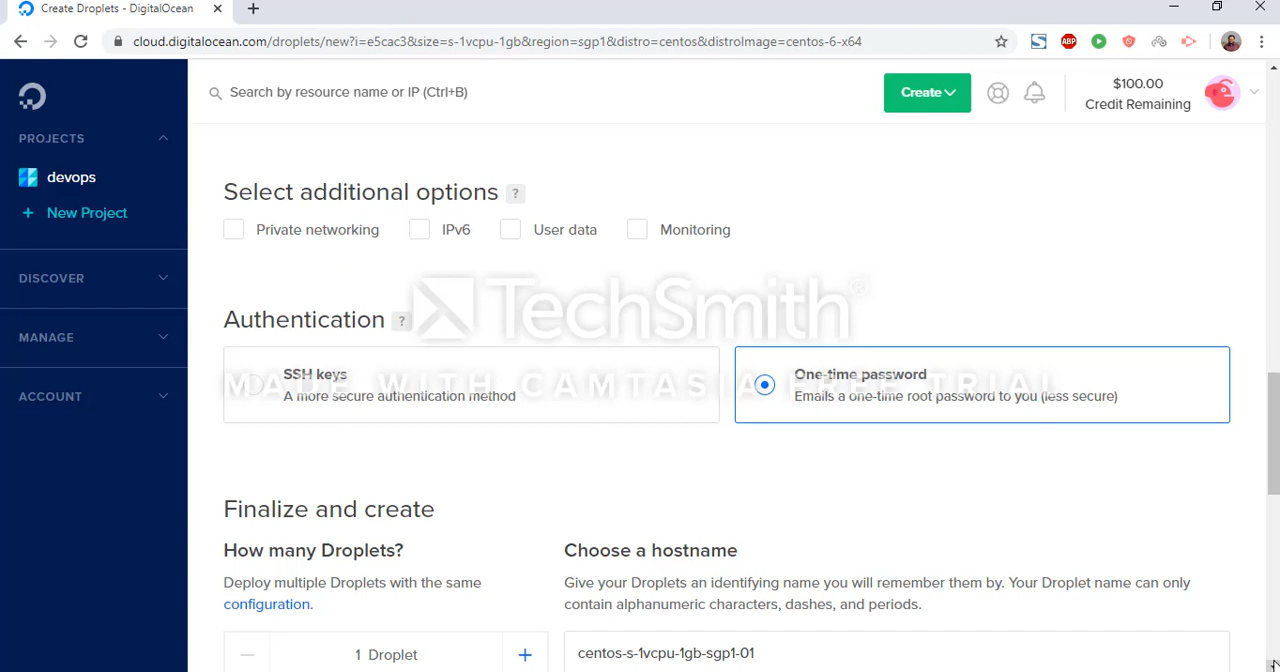 Create Droplets - DigitalOcean
cloud.digitalocean.com/droplets/new?i=e5cac3&size=s-1vcpu-1gb&region=sgp1&distro=centos&distroImage=centos-6-x64
ABP
Search by resource name or IP (Ctrl+B)
Create
$100.00
Credit Remaining
PROJECTS
devops
+ New Project
DISCOVER
MANAGE
ACCOUNT
Select additional options ?
Private networking IPv6 User data Monitoring
TechSmith®
Authentication ?
SSH keys
A more secure authentication method
One-time password
Emails a one-time root password to you (less secure)
MADE WITH CAMTASIA FREE TRIAL
Finalize and create
How many Droplets?
Deploy multiple Droplets with the same
configuration.
1 Droplet
Choose a hostname
Give your Droplets an identifying name you will remember them by. Your Droplet name can only
contain alphanumeric characters, dashes, and periods.
centos-s-1vcpu-1gb-sgp1-01